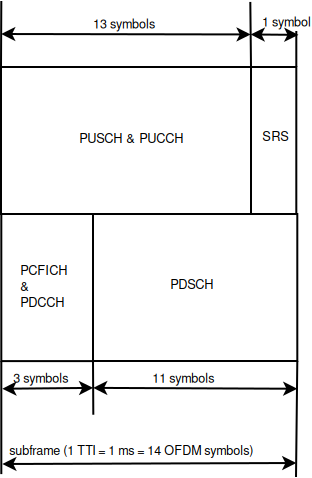 13 symbols
1 symbol
PUSCH & PUCCH
SRS
PCFICH
&
PDCCH
PDSCH
3 symbols
11 symbols
subframe (1 TTI = 1 ms = 14 OFDM symbols)